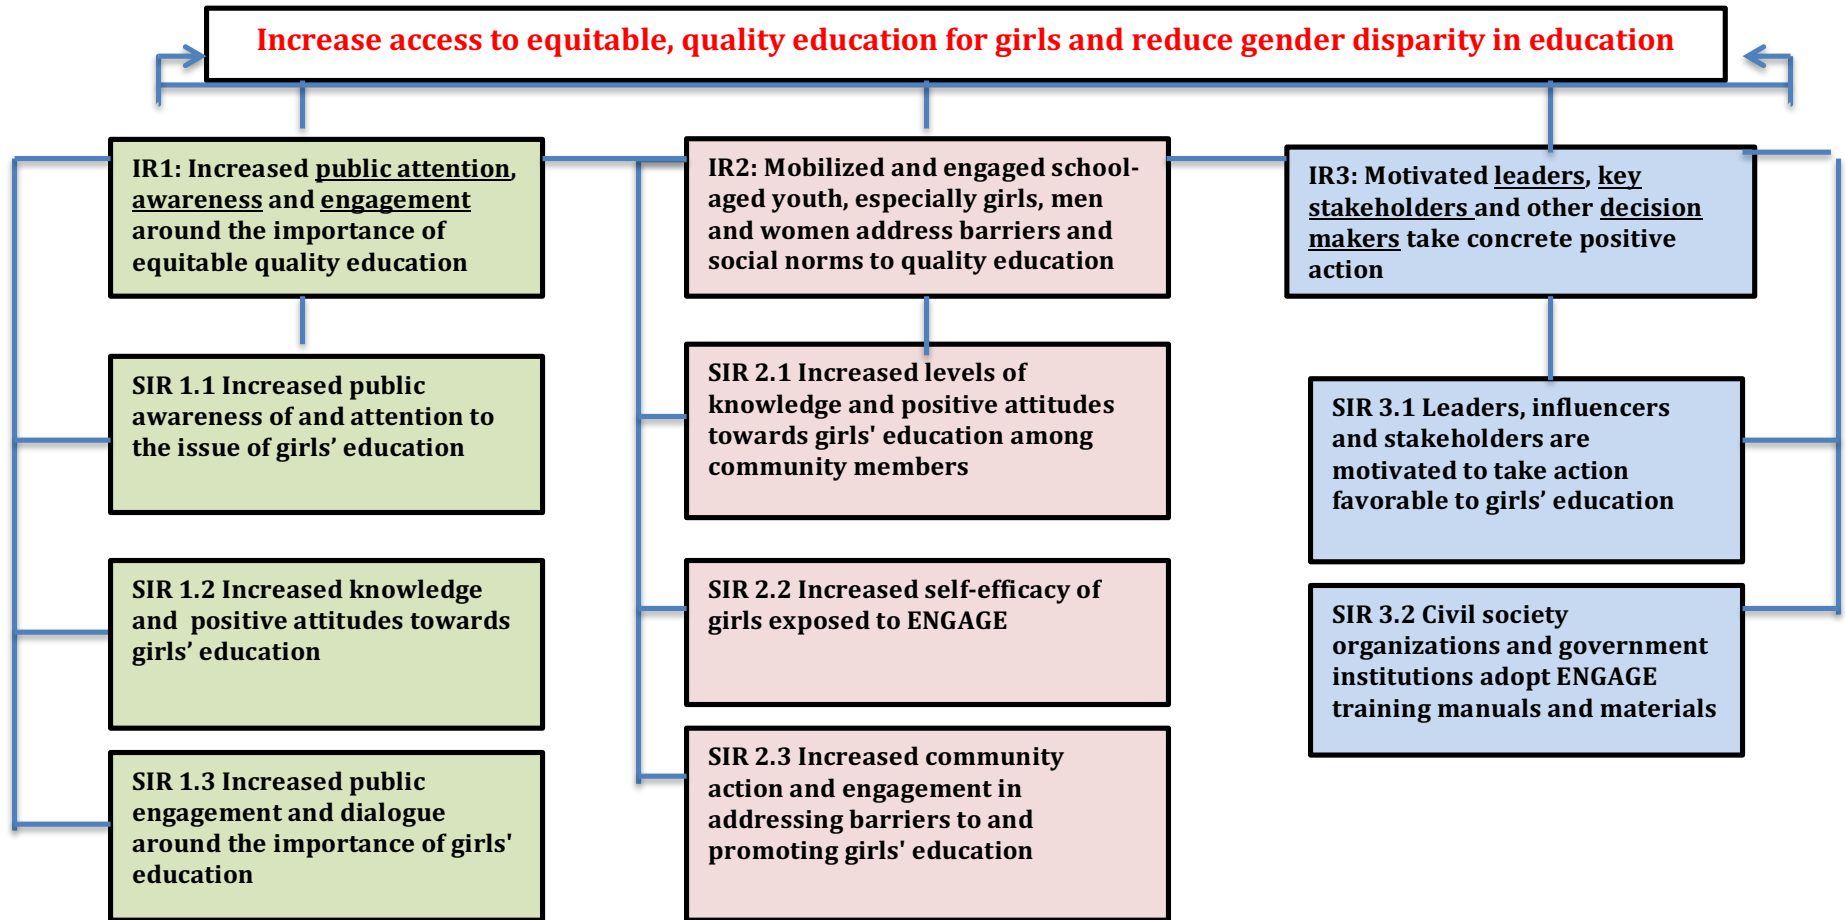 Increase access to equitable, quality education for girls and reduce gender disparity in education
IR1: Increased public attention,
awareness and engagement
around the importance of
equitable quality education
SIR 1.1 Increased public
awareness of and attention to
the issue of girls’ education
SIR 1.2 Increased knowledge
and positive attitudes towards
girls’ education
SIR 1.3 Increased public
engagement and dialogue
around the importance of girls'
education
IR2: Mobilized and engaged school-
aged youth, especially girls, men
and women address barriers and
social norms to quality education
SIR 2.1 Increased levels of
knowledge and positive attitudes
towards girls' education among
community members
SIR 2.2 Increased self-efficacy of
girls exposed to ENGAGE
SIR 2.3 Increased community
action and engagement in
addressing barriers to and
promoting girls' education
IR3: Motivated leaders, key
stakeholders and other decision
makers take concrete positive
action
SIR 3.1 Leaders, influencers
and stakeholders are
motivated to take action
favorable to girls’ education
SIR 3.2 Civil society
organizations and government
institutions adopt ENGAGE
training manuals and materials